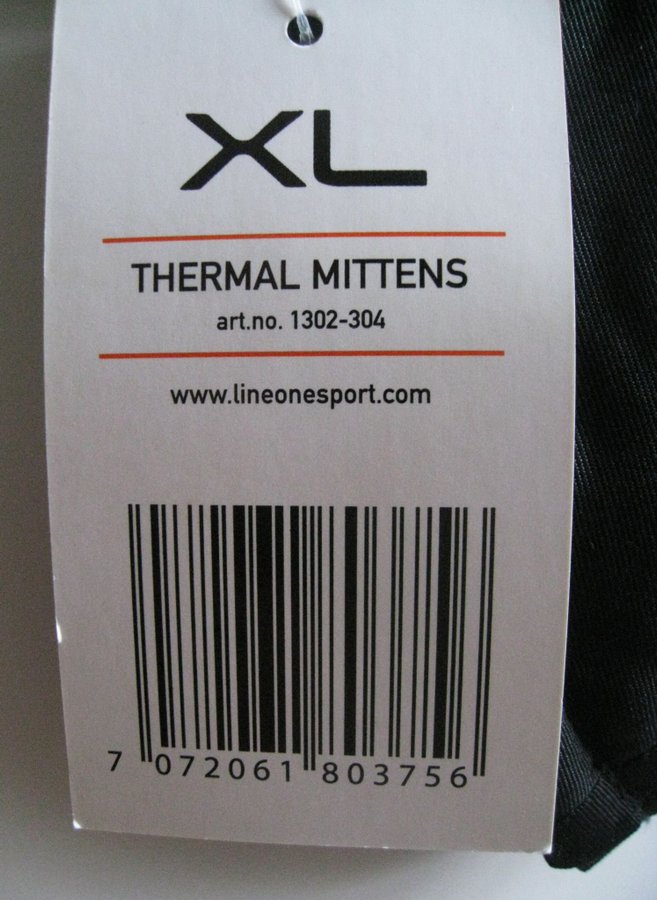 XL
THERMAL MITTENS
art.no. 1302-304
www.lineonesport.com
7 072061 803756